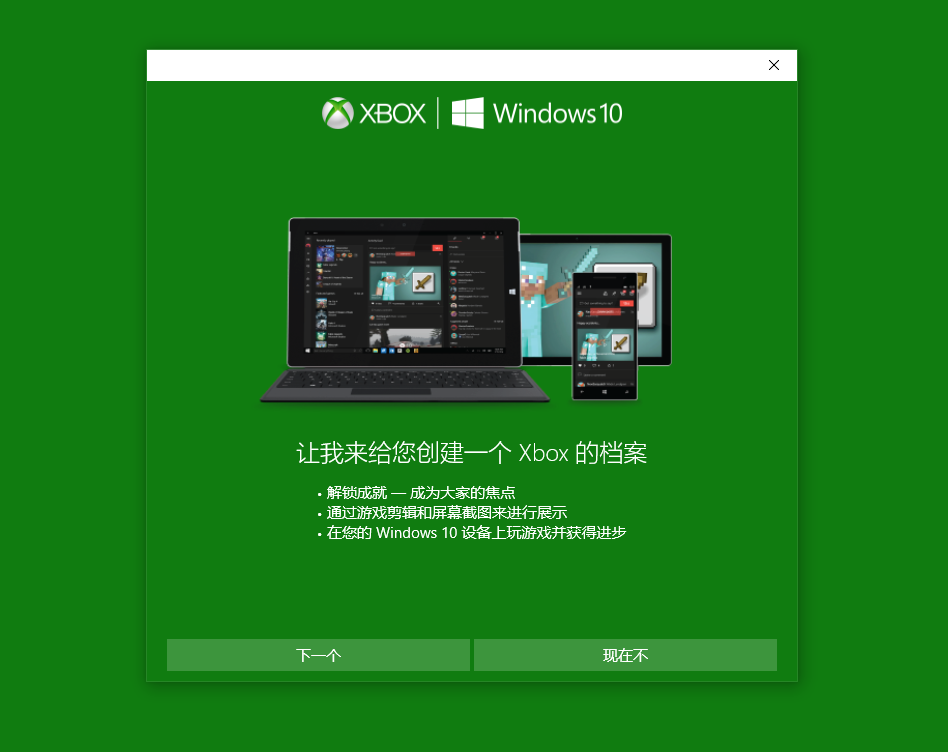 XBOX | Windows 10
让我来给您创建一个 Xbox 的档案
• 解锁成就 — 成为大家的焦点
• 通过游戏剪辑和屏幕截图来进行展示
• 在您的 Windows 10 设备上玩游戏并获得进步
下一个
现在不